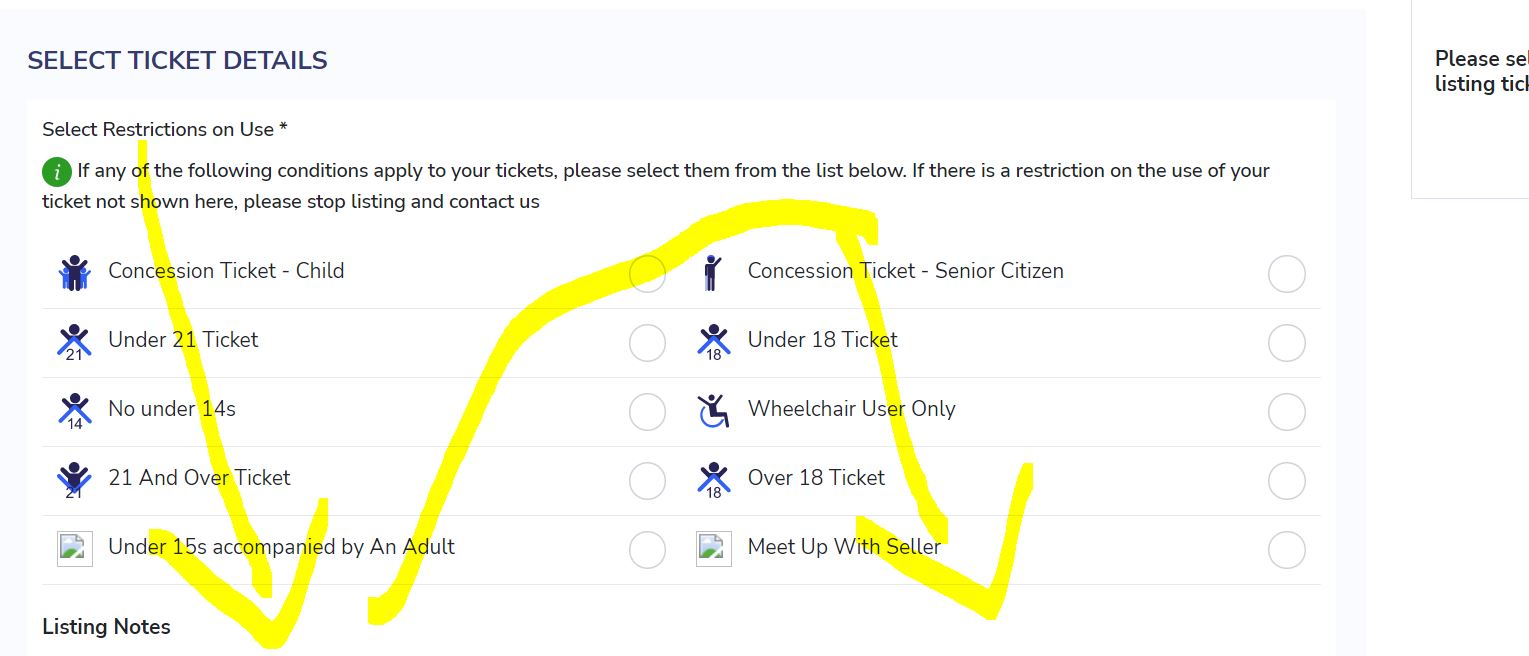 SELECT TICKET DETAILS
Select Restrictions on Use *
i If any of the following conditions apply to your tickets, please select them from the list below. If there is a restriction on the use of your
ticket not shown here, please stop listing and contact us
Concession Ticket - Child
21 Under 21 Ticket
14 No under 14s
21 21 And Over Ticket
Under 15s accompanied by An Adult
Concession Ticket - Senior Citizen
18 Under 18 Ticket
Wheelchair User Only
18 Over 18 Ticket
Meet Up With Seller
Listing Notes
Please sel
listing tick